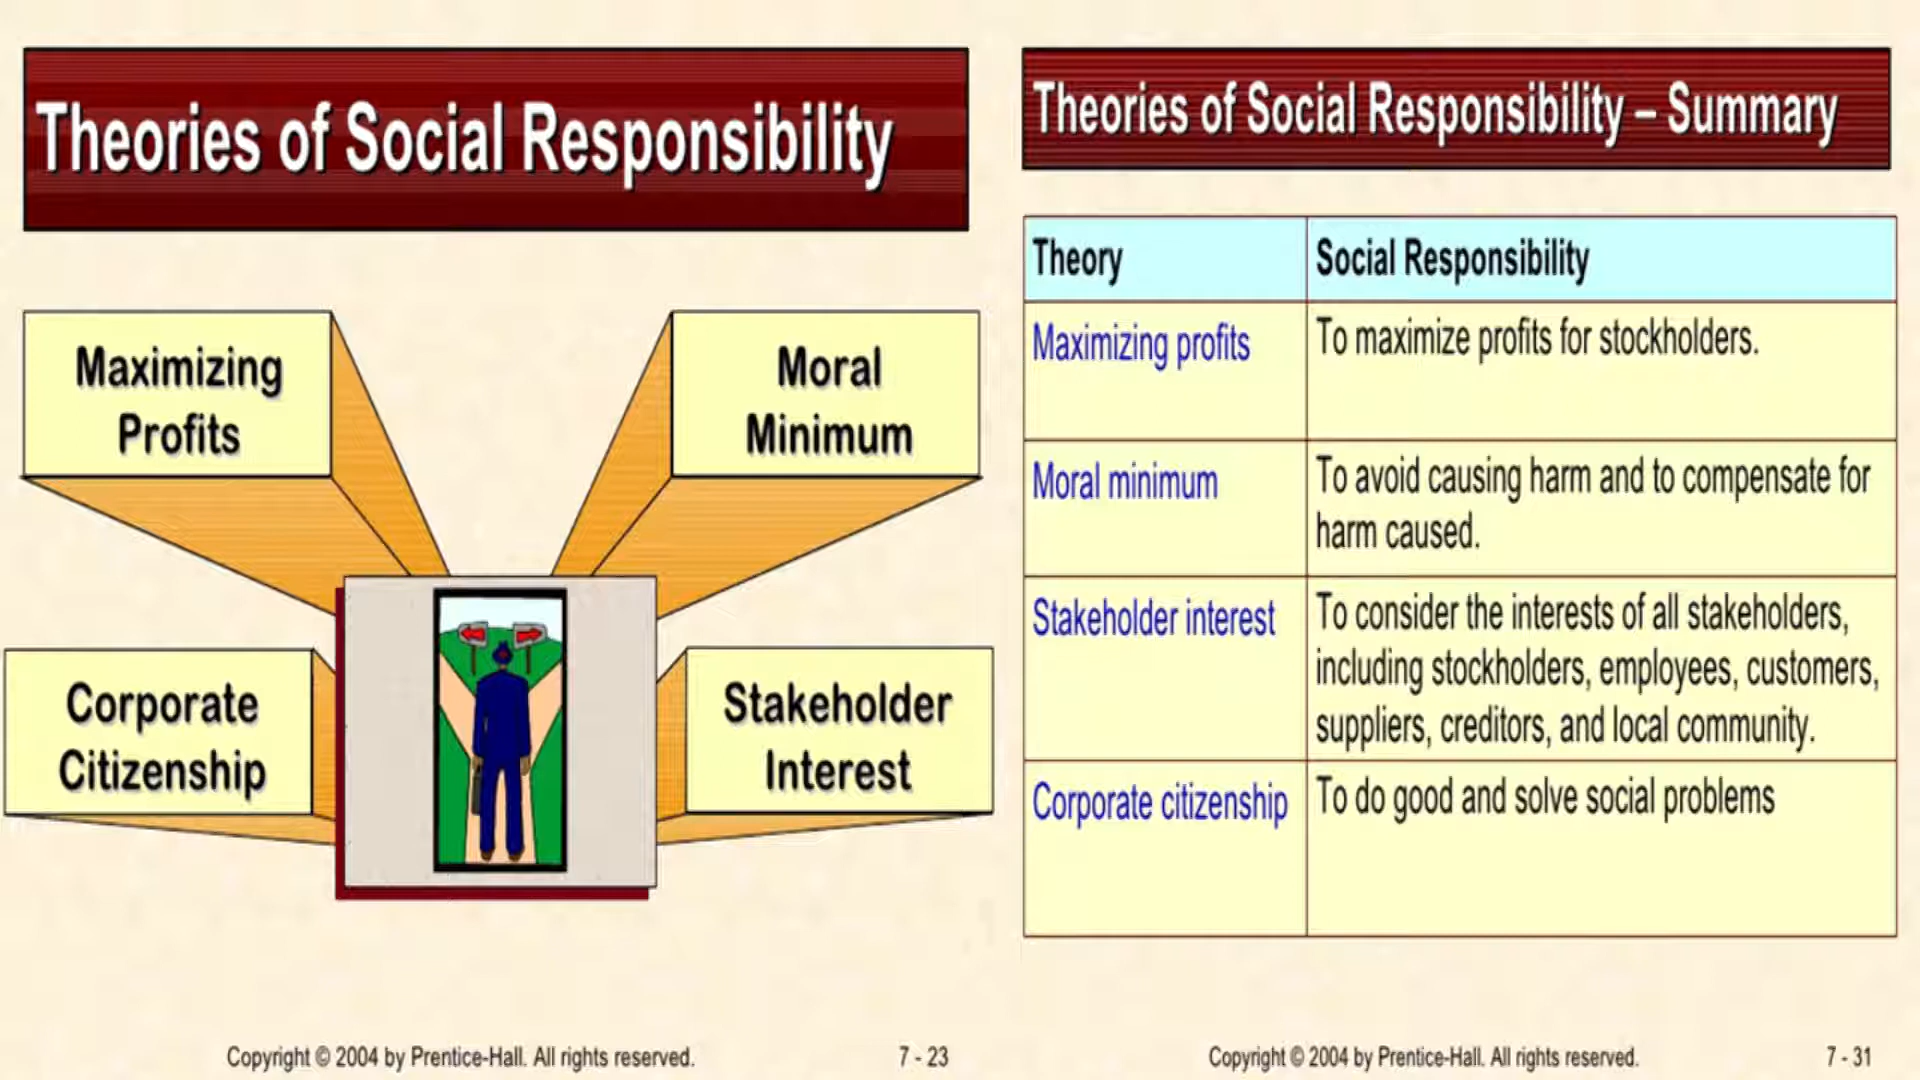 Theories of Social Responsibility
Maximizing
Profits
Moral
Minimum
Corporate
Citizenship
Stakeholder
Interest
Copyright © 2004 by Prentice-Hall. All rights reserved.
7 - 23
Theories of Social Responsibility – Summary
Theory
Social Responsibility
Maximizing profits
To maximize profits for stockholders.
Moral minimum
To avoid causing harm and to compensate for
harm caused.
Stakeholder interest
To consider the interests of all stakeholders,
including stockholders, employees, customers,
suppliers, creditors, and local community.
Corporate citizenship
To do good and solve social problems
Copyright © 2004 by Prentice-Hall. All rights reserved.
7 - 31